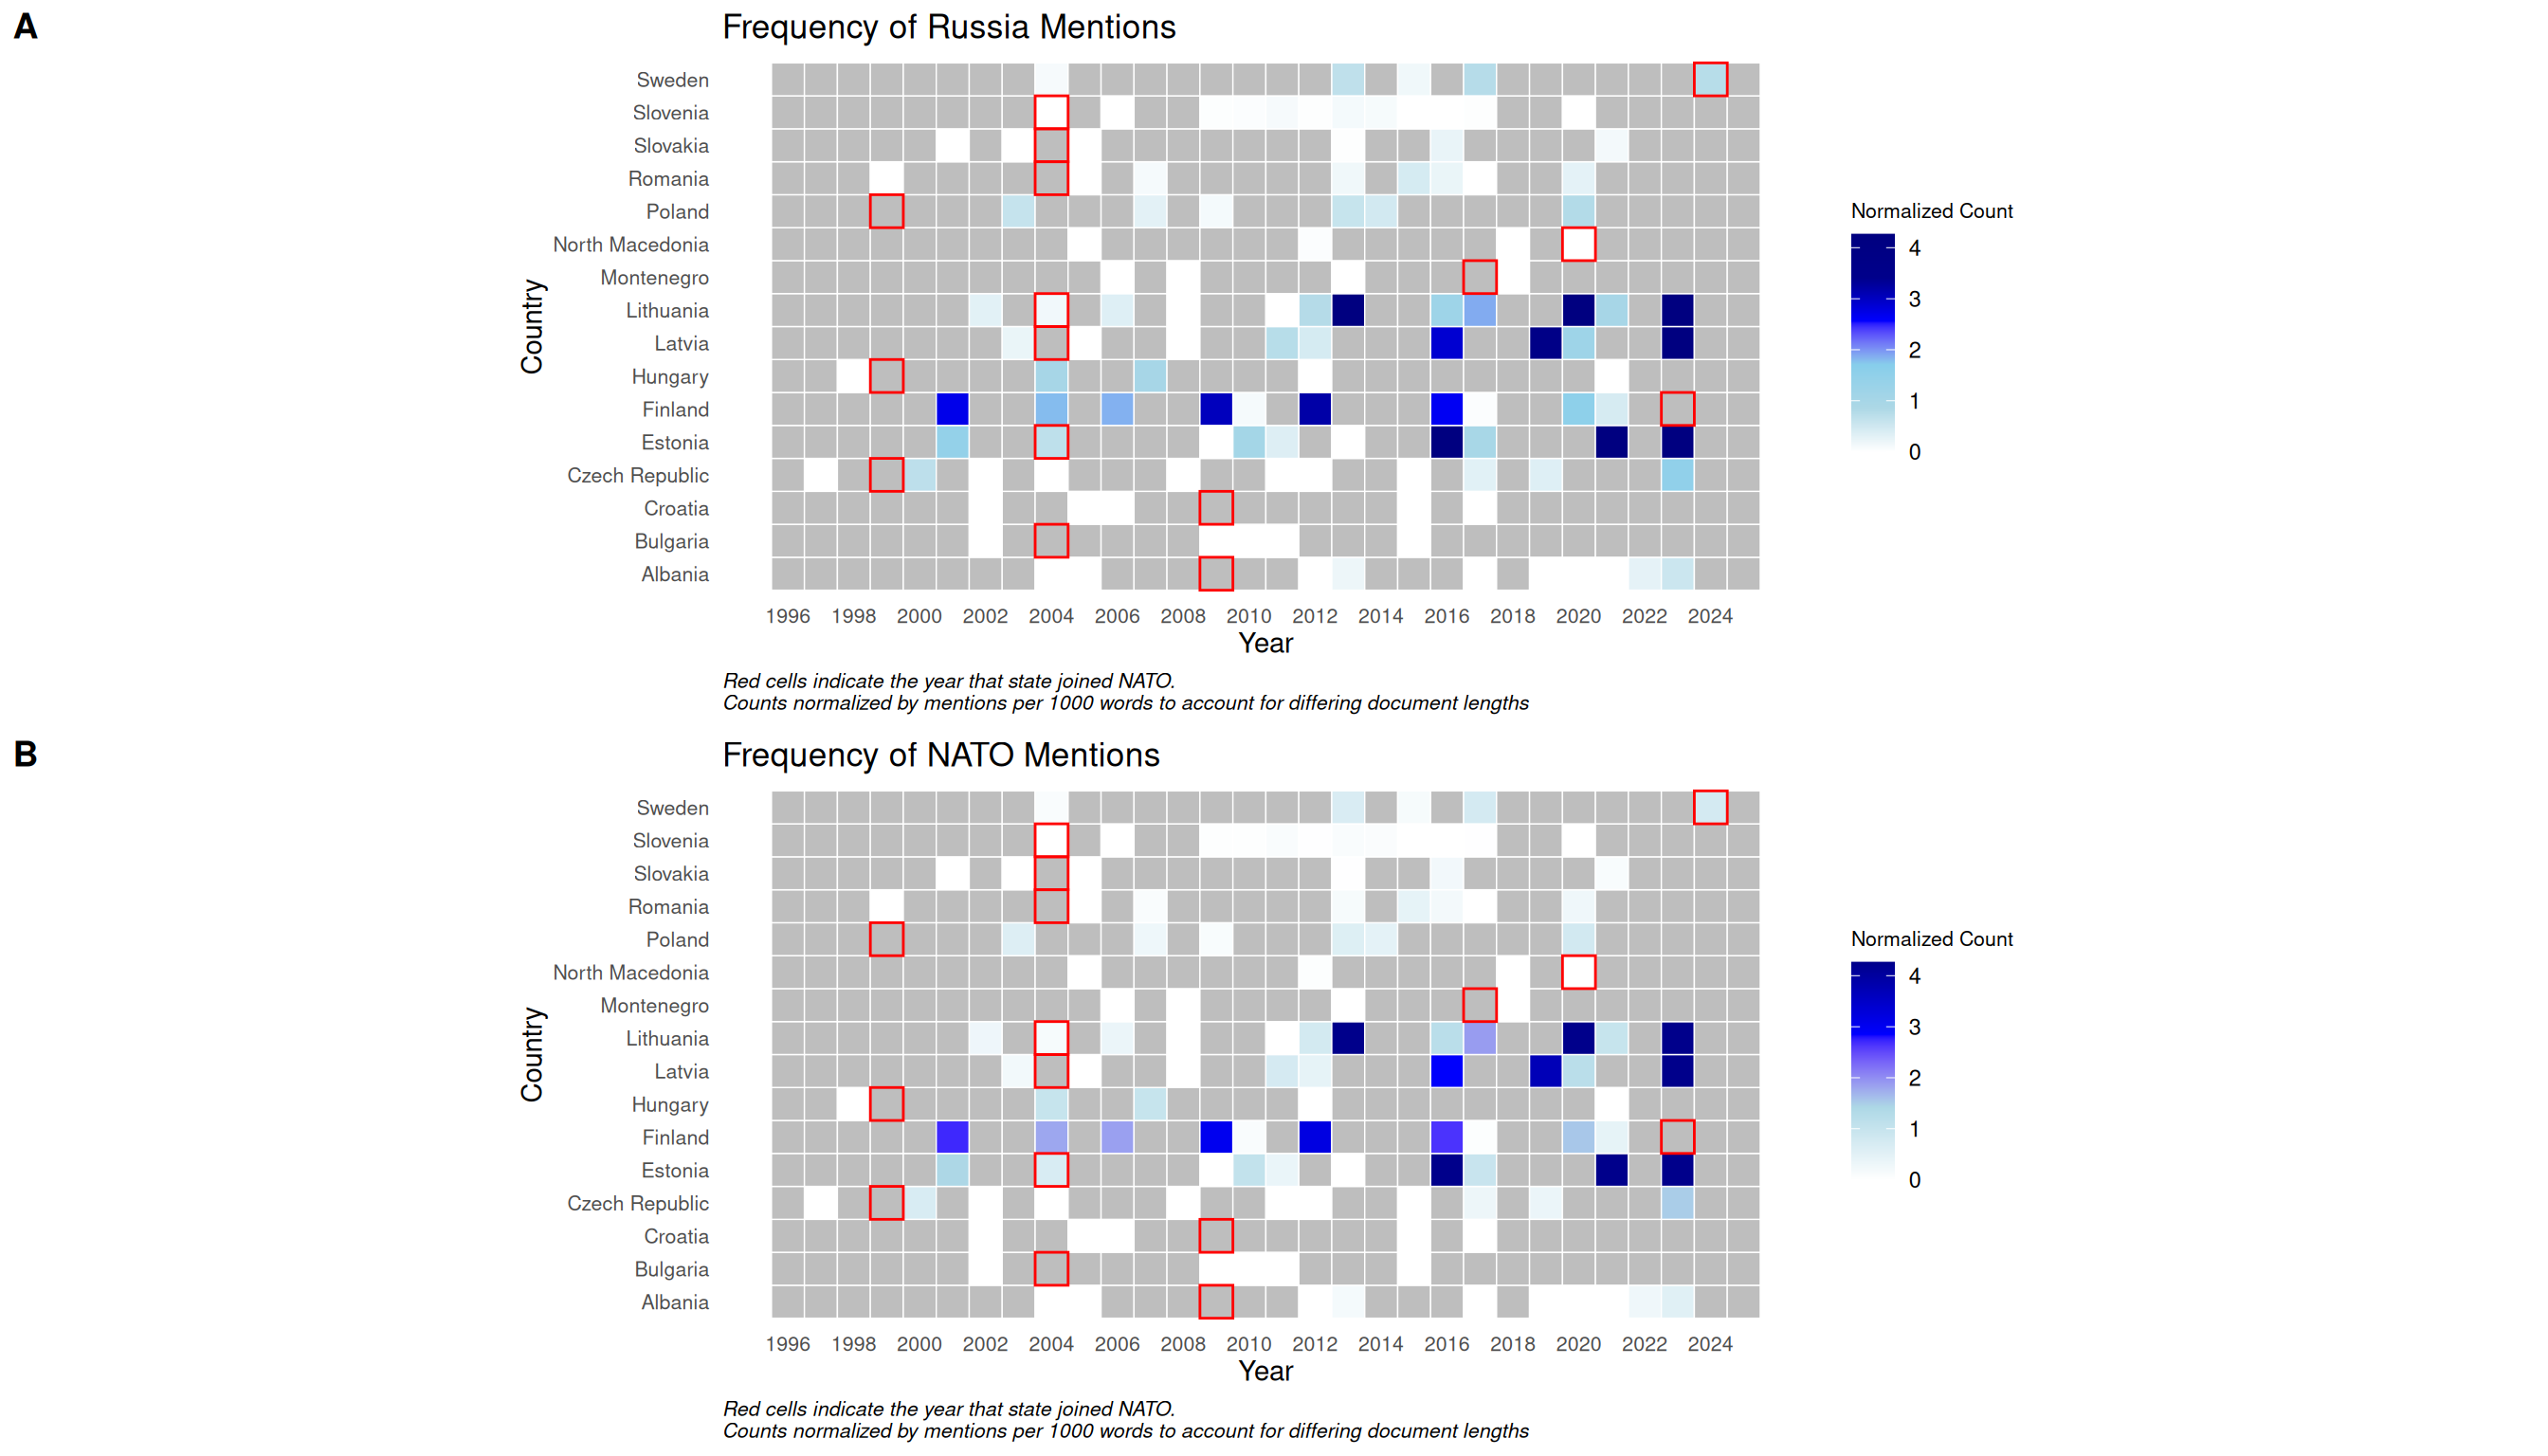 A
Frequency of Russia Mentions
Sweden
Slovenia
Slovakia
Romania
Poland
North Macedonia
Montenegro
Lithuania
Latvia
Hungary
Finland
Estonia
Czech Republic
Croatia
Bulgaria
Albania
Country
1996 1998 2000 2002 2004 2006 2008 2010 2012 2014 2016 2018 2020 2022 2024
Year
Normalized Count
4
3
2
1
0
Red cells indicate the year that state joined NATO.
Counts normalized by mentions per 1000 words to account for differing document lengths
B
Frequency of NATO Mentions
Sweden
Slovenia
Slovakia
Romania
Poland
North Macedonia
Montenegro
Lithuania
Latvia
Hungary
Finland
Estonia
Czech Republic
Croatia
Bulgaria
Albania
Country
1996 1998 2000 2002 2004 2006 2008 2010 2012 2014 2016 2018 2020 2022 2024
Year
Normalized Count
4
3
2
1
0
Red cells indicate the year that state joined NATO.
Counts normalized by mentions per 1000 words to account for differing document lengths